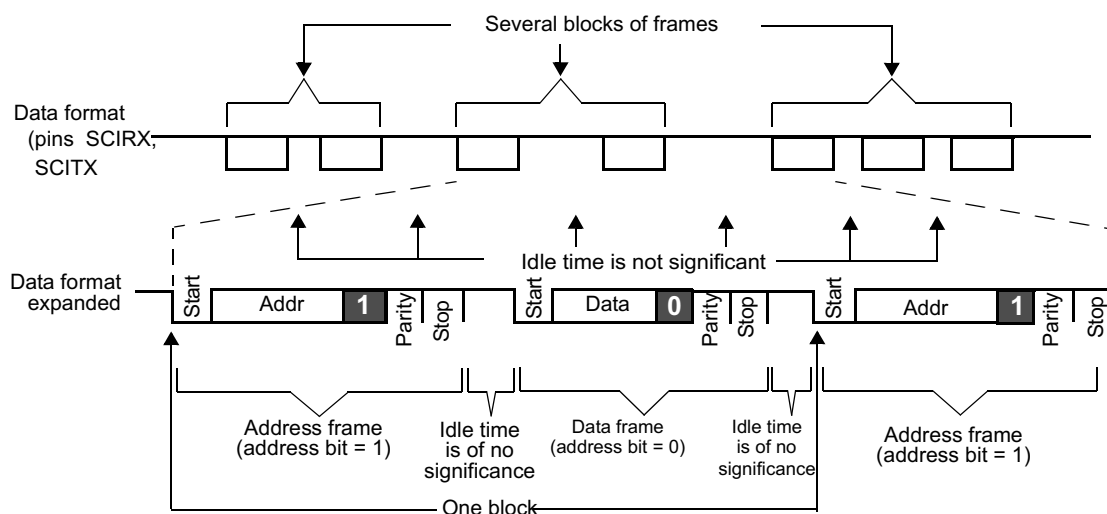 Several blocks of frames
Data format
(pins SCIRX,
SCITX
Idle time is not significant
Data format
expanded
Start
Addr
1
Parity
Stop
Start
Data
0
Parity
Stop
Start
Addr
1
Parity
Stop
Address frame
(address bit = 1)
Idle time
is of no
significance
Data frame
(address bit = 0)
Idle time
is of no
significance
Address frame
(address bit = 1)
One block